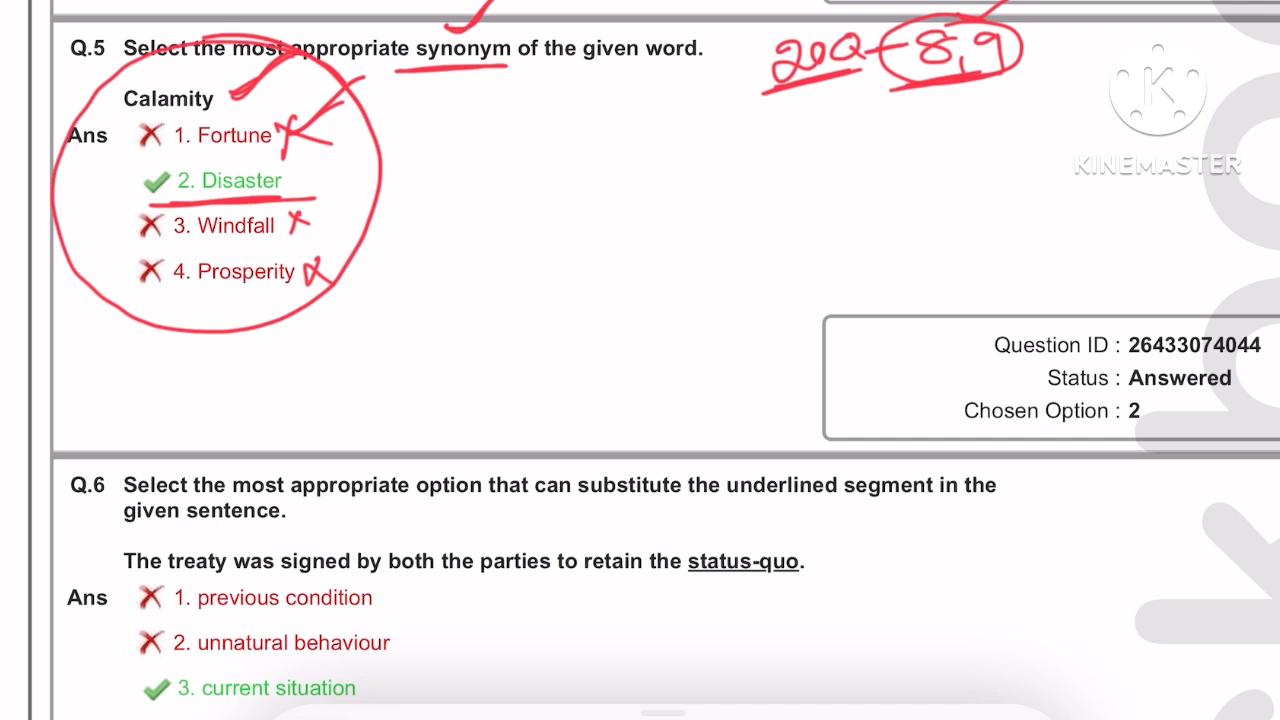 Q.5 Select the most appropriate synonym of the given word.
20Q - 8,9
Calamity
Ans 1. Fortune
2. Disaster
3. Windfall
4. Prosperity
K
KINEMASTER
Question ID : 26433074044
Status : Answered
Chosen Option : 2
Q.6 Select the most appropriate option that can substitute the underlined segment in the
given sentence.
The treaty was signed by both the parties to retain the status-quo.
Ans 1. previous condition
2. unnatural behaviour
3. current situation